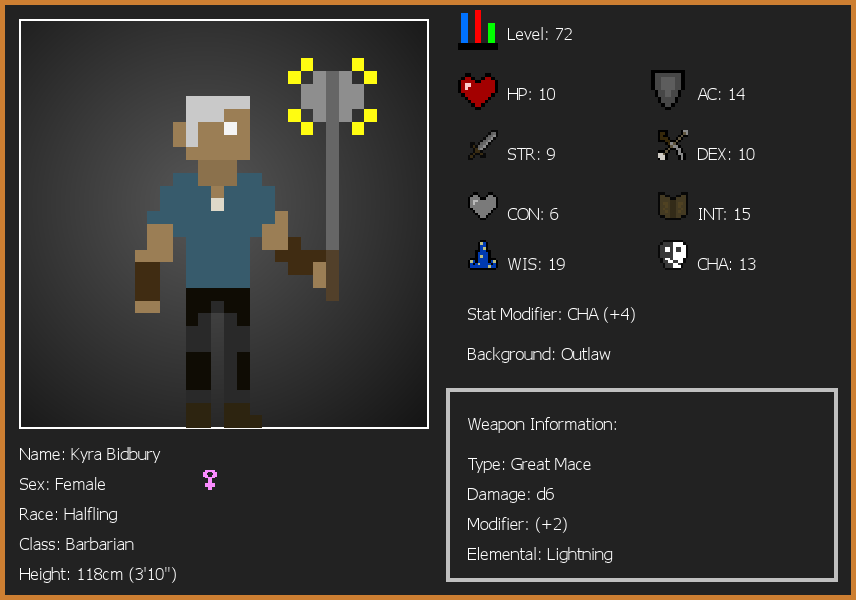 Level: 72
HP: 10
AC: 14
STR: 9
DEX: 10
CON: 6
INT: 15
WIS: 19
CHA: 13
Stat Modifier: CHA (+4)
Background: Outlaw
Weapon Information:
Type: Great Mace
Damage: d6
Modifier: (+2)
Elemental: Lightning
Name: Kyra Bidbury
Sex: Female
Race: Halfling
Class: Barbarian
Height: 118cm (3'10")